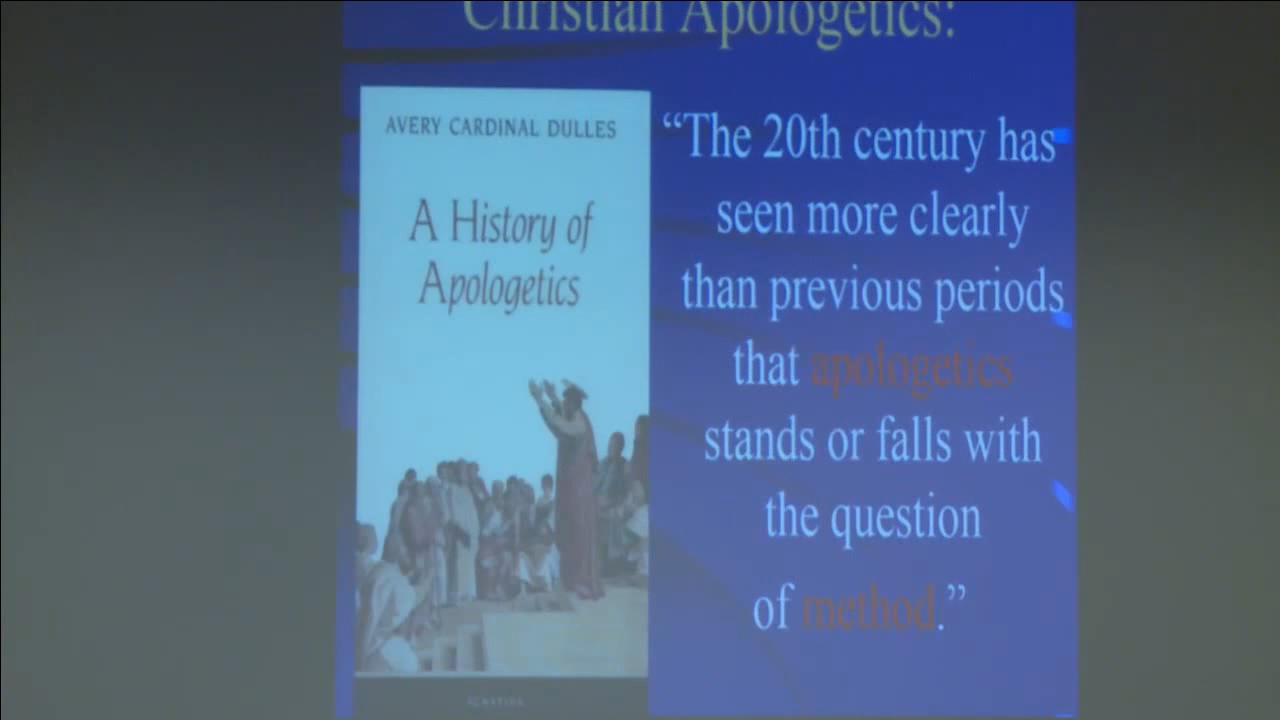 Christian Apologetics:
AVERY CARDINAL DULLES
A History of
Apologetics
IGNATIUS
“The 20th century has
seen more clearly
than previous periods
that apologetics
stands or falls with
the question
of method.”